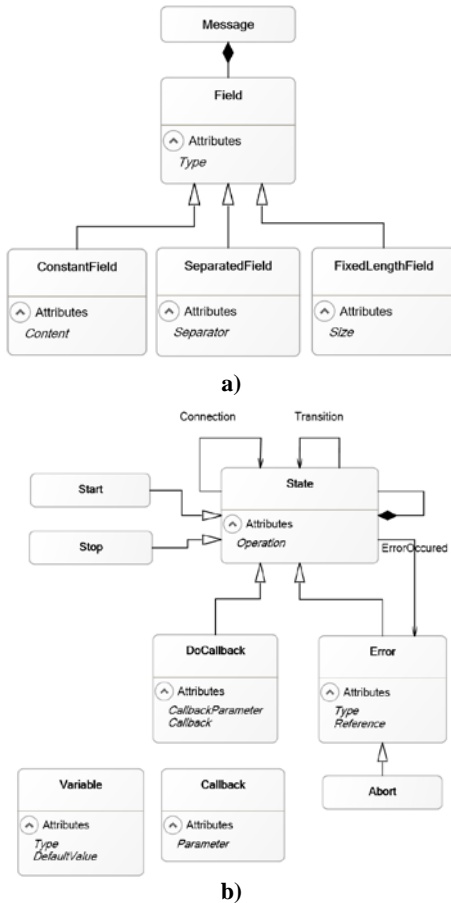 Message
Field
Attributes
Type
ConstantField
SeparatedField
FixedLengthField
Attributes
Attributes
Attributes
Content
Separator
Size
a)
Connection
Transition
State
Attributes
Operation
Start
Stop
ErrorOccured
DoCallback
Attributes
CallbackParameter
Callback
Error
Attributes
Type
Reference
Variable
Attributes
Type
DefaultValue
Callback
Attributes
Parameter
Abort
b)